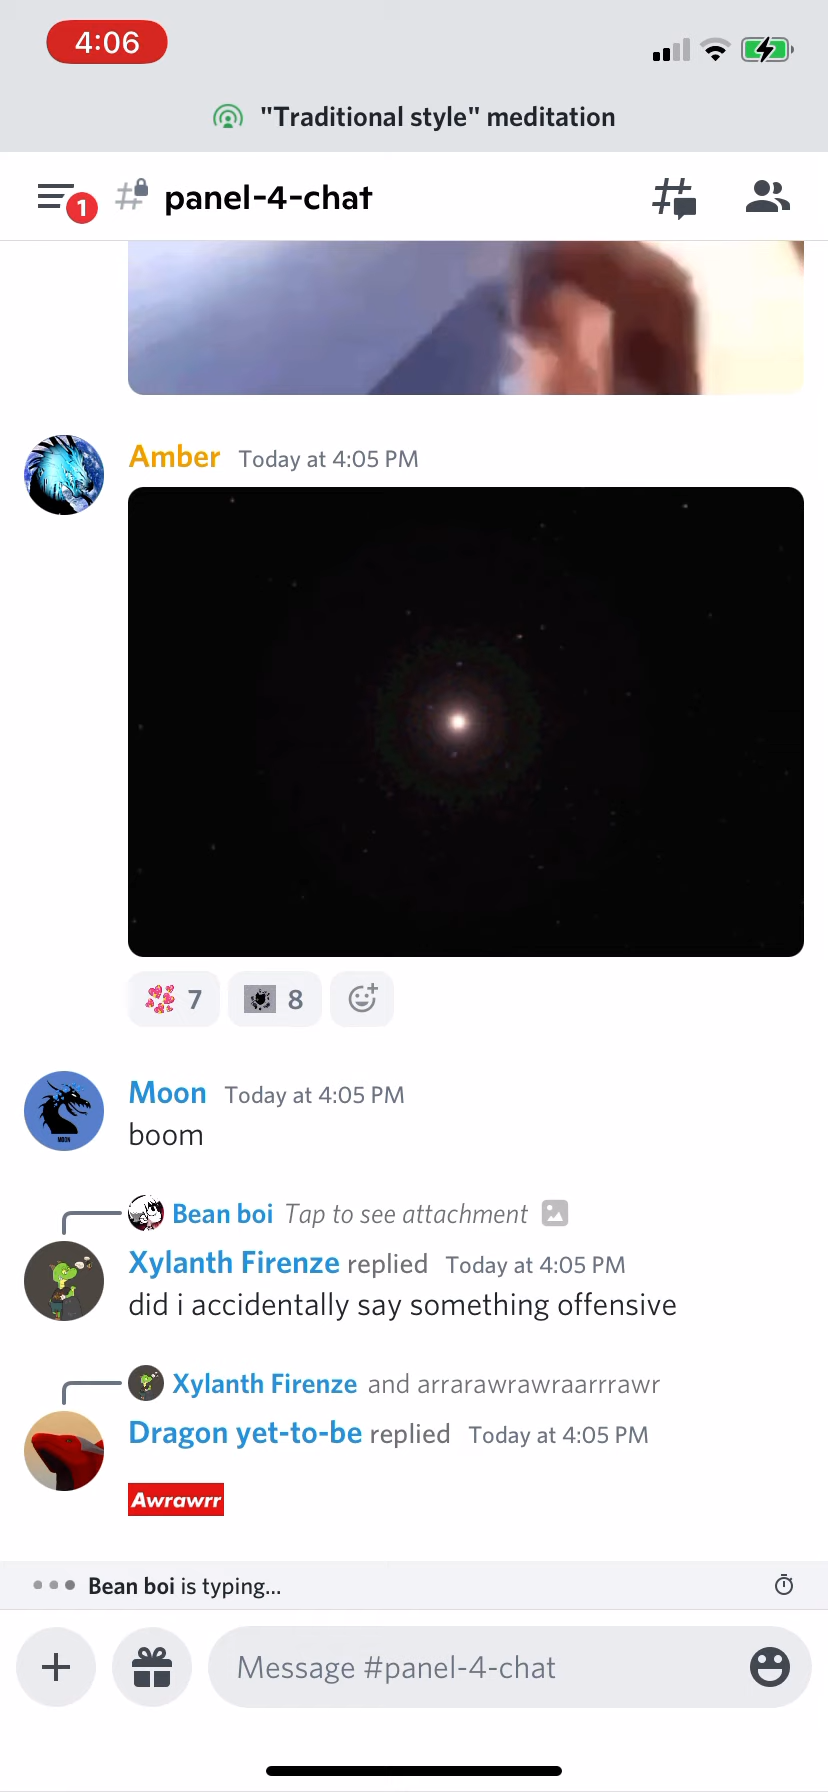 4:06
"Traditional style" meditation
1
panel-4-chat
Amber Today at 4:05 PM
7 8
Moon Today at 4:05 PM
boom
MOON
Bean boi Tap to see attachment
Xylanth Firenze replied Today at 4:05 PM
did i accidentally say something offensive
Xylanth Firenze and arrarawrawraarrrawr
Dragon yet-to-be replied Today at 4:05 PM
Awrawrr
Bean boi is typing...
Message #panel-4-chat